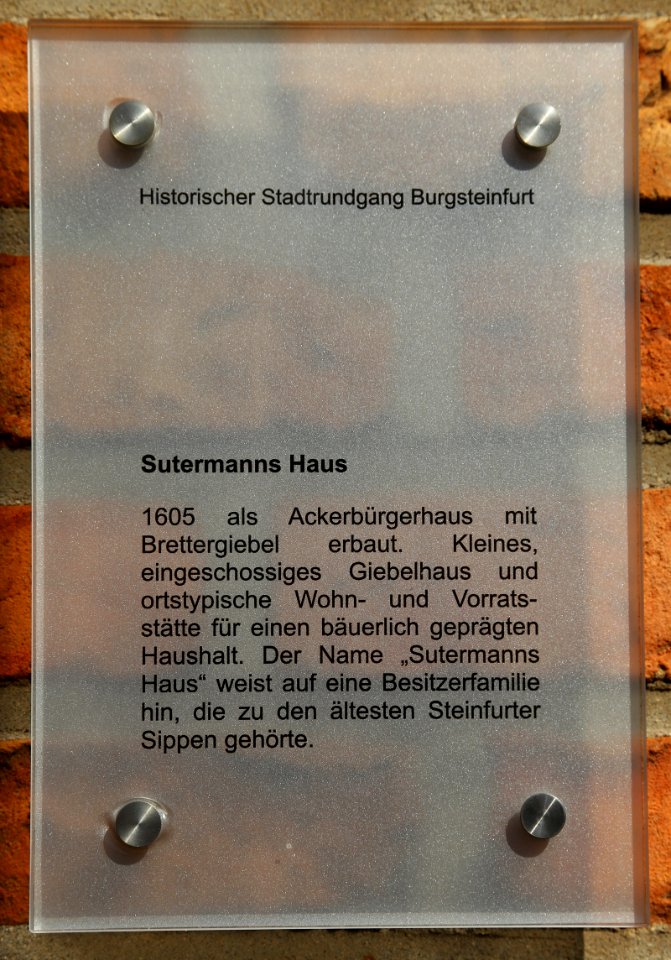 Historischer Stadtrundgang Burgsteinfurt
Sutermanns Haus
1605 als Ackerbürgerhaus mit
Brettergiebel erbaut. Kleines,
eingeschossiges Giebelhaus und
ortstypische Wohn- und Vorrats-
stätte für einen bäuerlich geprägten
Haushalt. Der Name „Sutermanns
Haus“ weist auf eine Besitzerfamilie
hin, die zu den ältesten Steinfurter
Sippen gehörte.